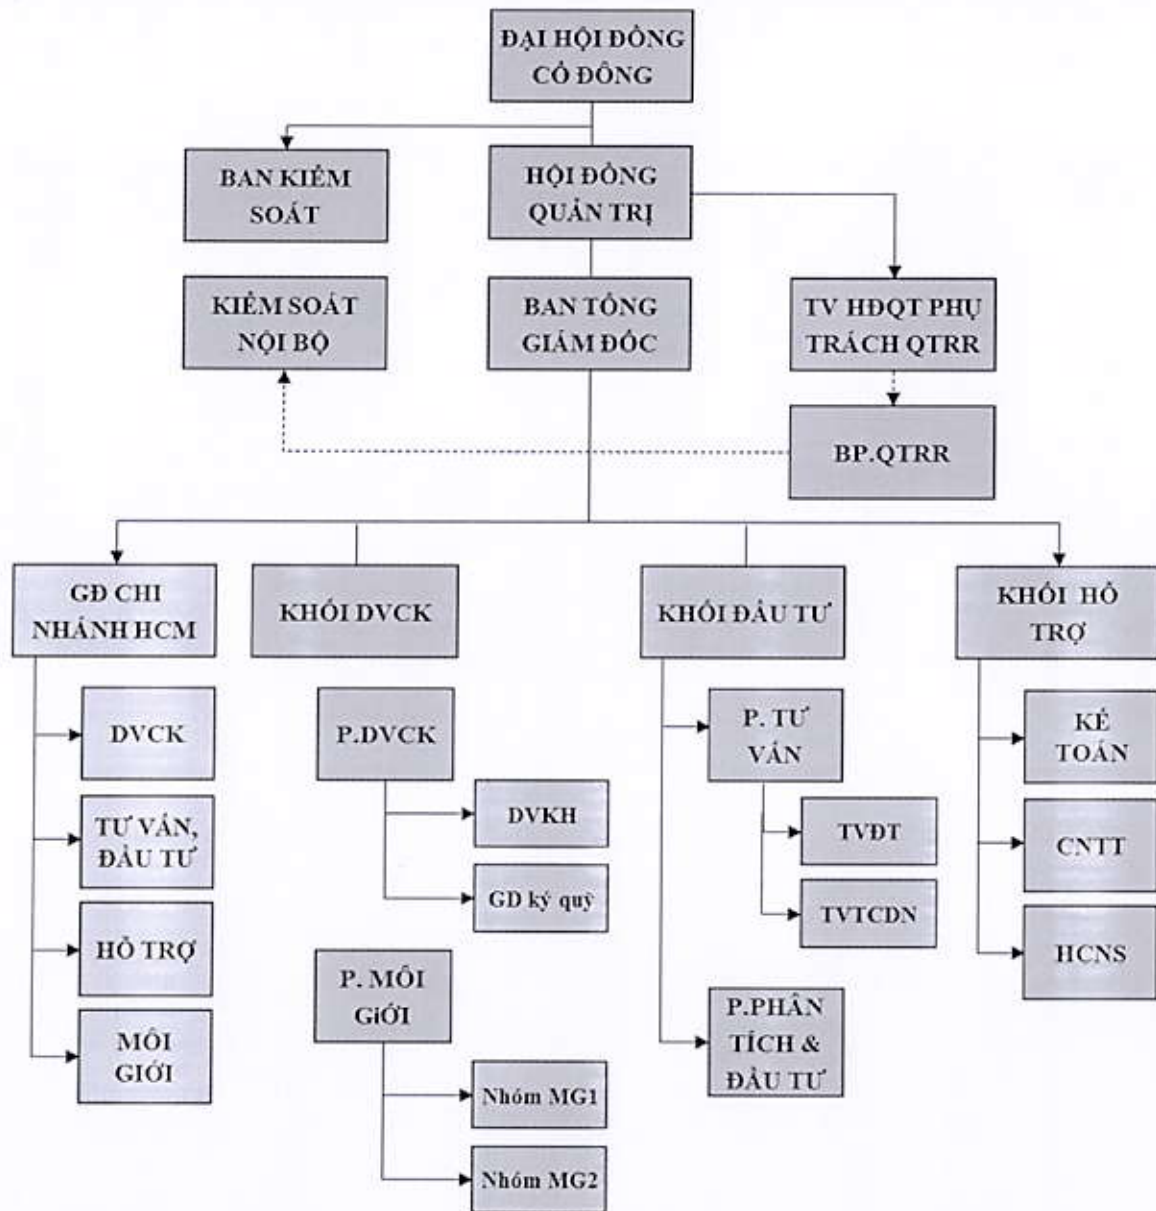 ĐẠI HỘI ĐỒNG
CỔ ĐÔNG
BAN KIỂM
SOÁT
HỘI ĐỒNG
QUẢN TRỊ
KIỂM SOÁT
NỘI BỘ
BAN TỔNG
GIÁM ĐỐC
TV HĐQT PHỤ
TRÁCH QTRR
BP.QTRR
GĐ CHI
NHÁNH HCM
KHỐI DVCK
KHỐI ĐẦU TƯ
KHỐI HỖ
TRỢ
DVCK
TƯ VẤN,
ĐẦU TƯ
HỖ TRỢ
MÔI
GIỚI
P.DVCK
DVKH
GD ký quỹ
P. MÔI
GiỚI
Nhóm MG1
Nhóm MG2
P. TƯ
VẤN
TVĐT
TVTCDN
P.PHÂN
TÍCH &
ĐẦU TƯ
KẾ
TOÁN
CNTT
HCNS